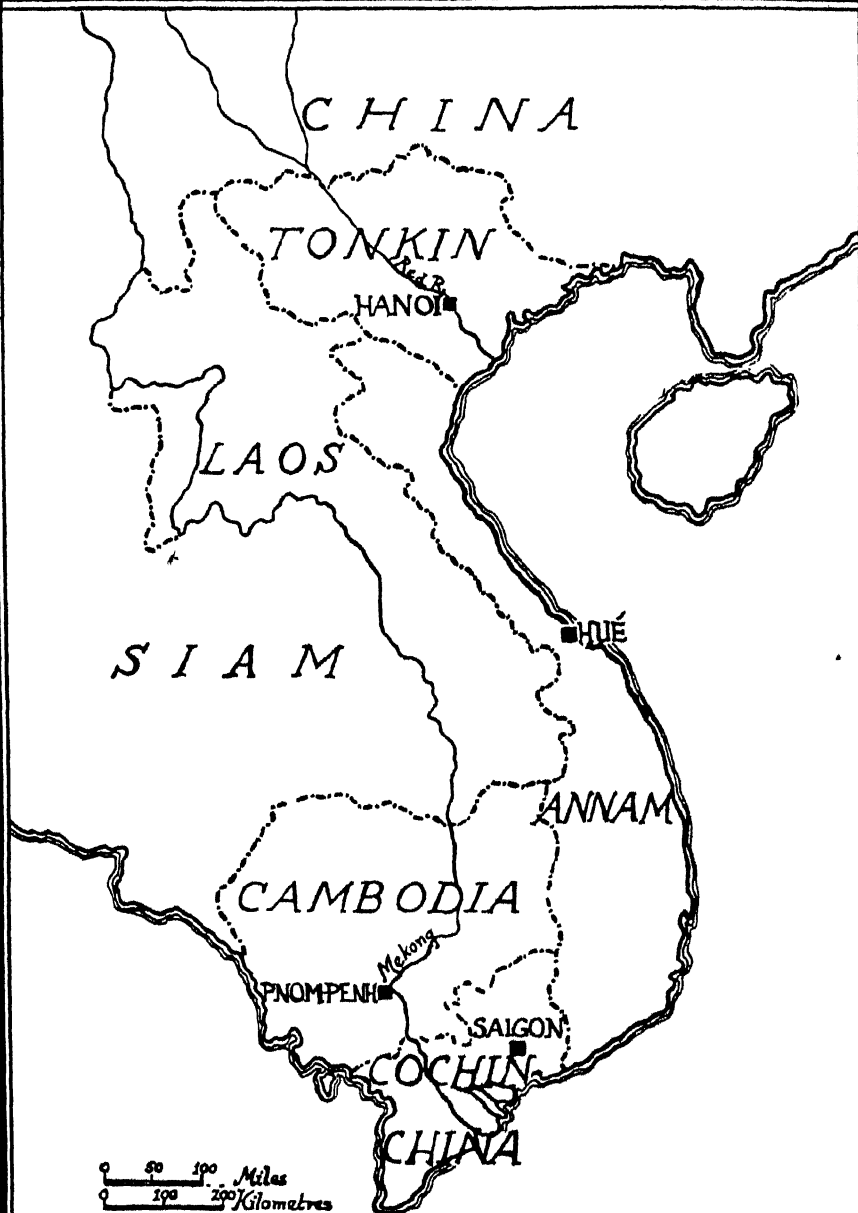 CHINA
TONKIN
Red R.
HANOI
LAOS
HUÉ
SIAM
ANNAM
CAMBODIA
Mekong
PNOM-PENH
SAIGON
COCHIN
CHINA
0 50 100 Miles
0 100 200 Kilometres